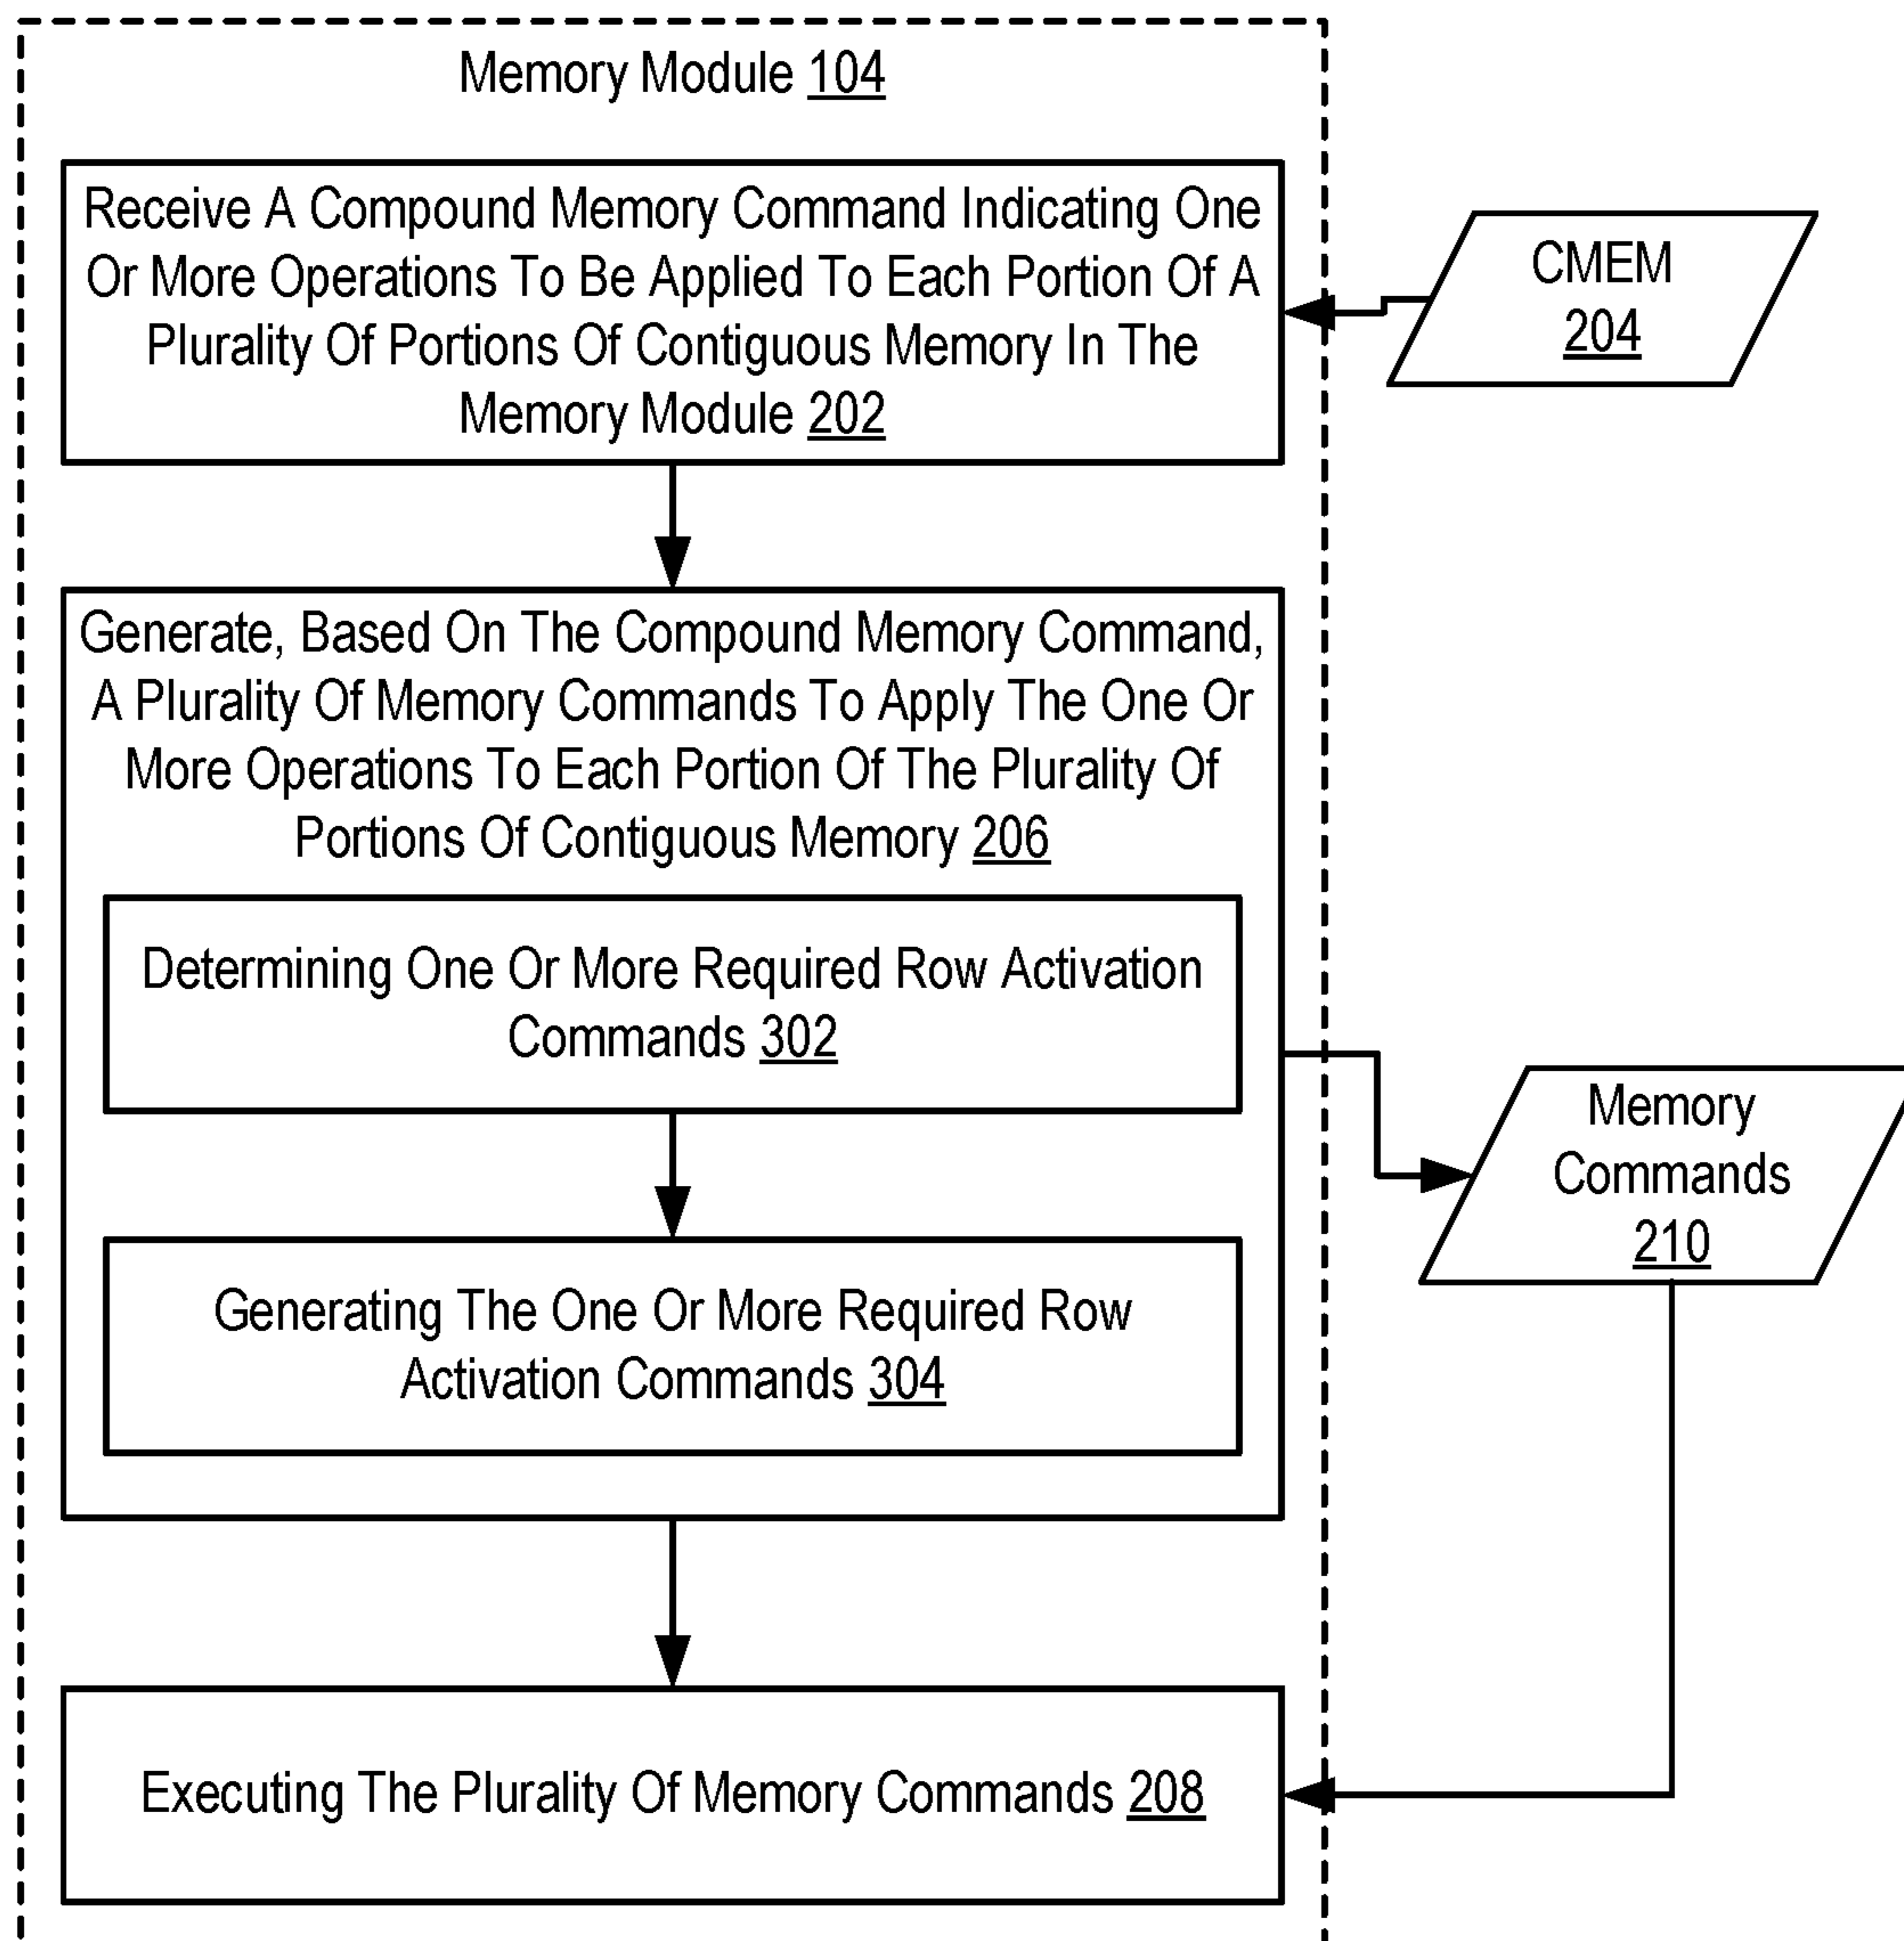 Memory Module 104
Receive A Compound Memory Command Indicating One
Or More Operations To Be Applied To Each Portion Of A
Plurality Of Portions Of Contiguous Memory In The
Memory Module 202
CMEM
204
Generate, Based On The Compound Memory Command,
A Plurality Of Memory Commands To Apply The One Or
More Operations To Each Portion Of The Plurality Of
Portions Of Contiguous Memory 206
Determining One Or More Required Row Activation
Commands 302
Memory
Commands
210
Generating The One Or More Required Row
Activation Commands 304
Executing The Plurality Of Memory Commands 208